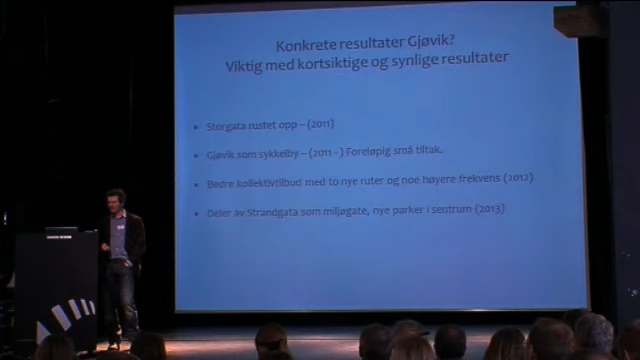 Konkrete resultater Gjøvik?
Viktig med kortsiktige og synlige resultater
Storgata rustet opp – (2011)
Gjøvik som sykkelby – (2011 - ) Foreløpig små tiltak.
Bedre kollektivtilbud med to nye ruter og noe høyere frekvens (2012)
Deler av Strandgata som miljøgate, nye parker i sentrum (2013)